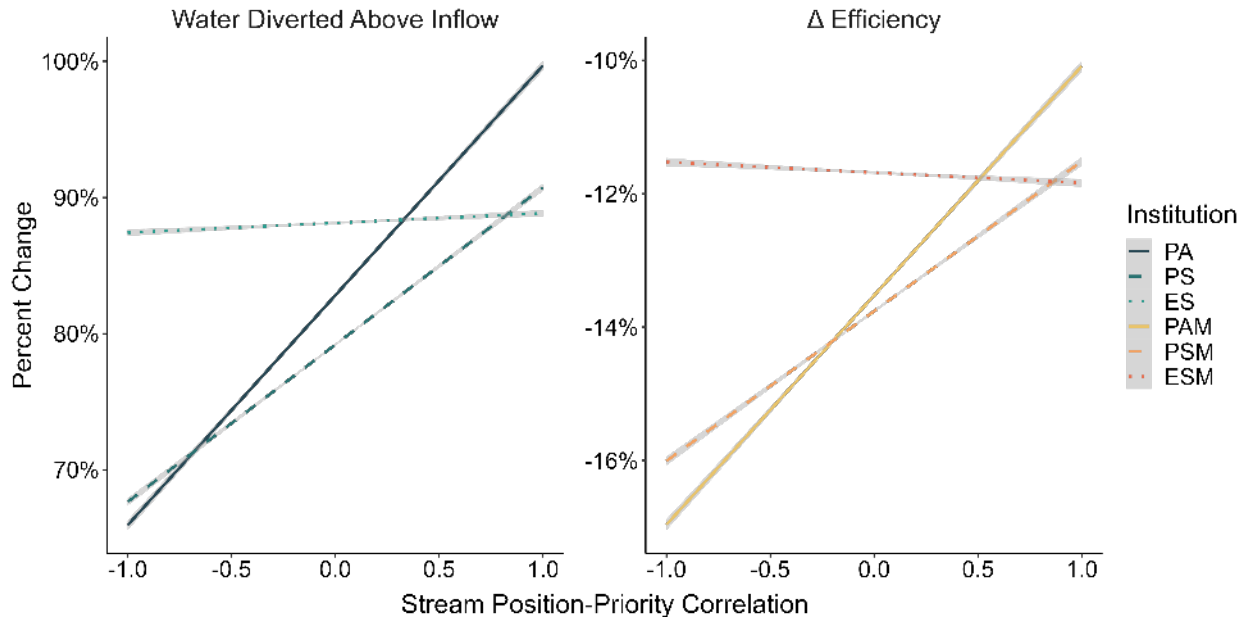 Water Diverted Above Inflow
Δ Efficiency
Percent Change
100%
90%
80%
70%
-10%
-12%
-14%
-16%
-1.0 -0.5 0.0 0.5 1.0
-1.0 -0.5 0.0 0.5 1.0
Stream Position-Priority Correlation
Institution
PA
PS
ES
PAM
PSM
ESM